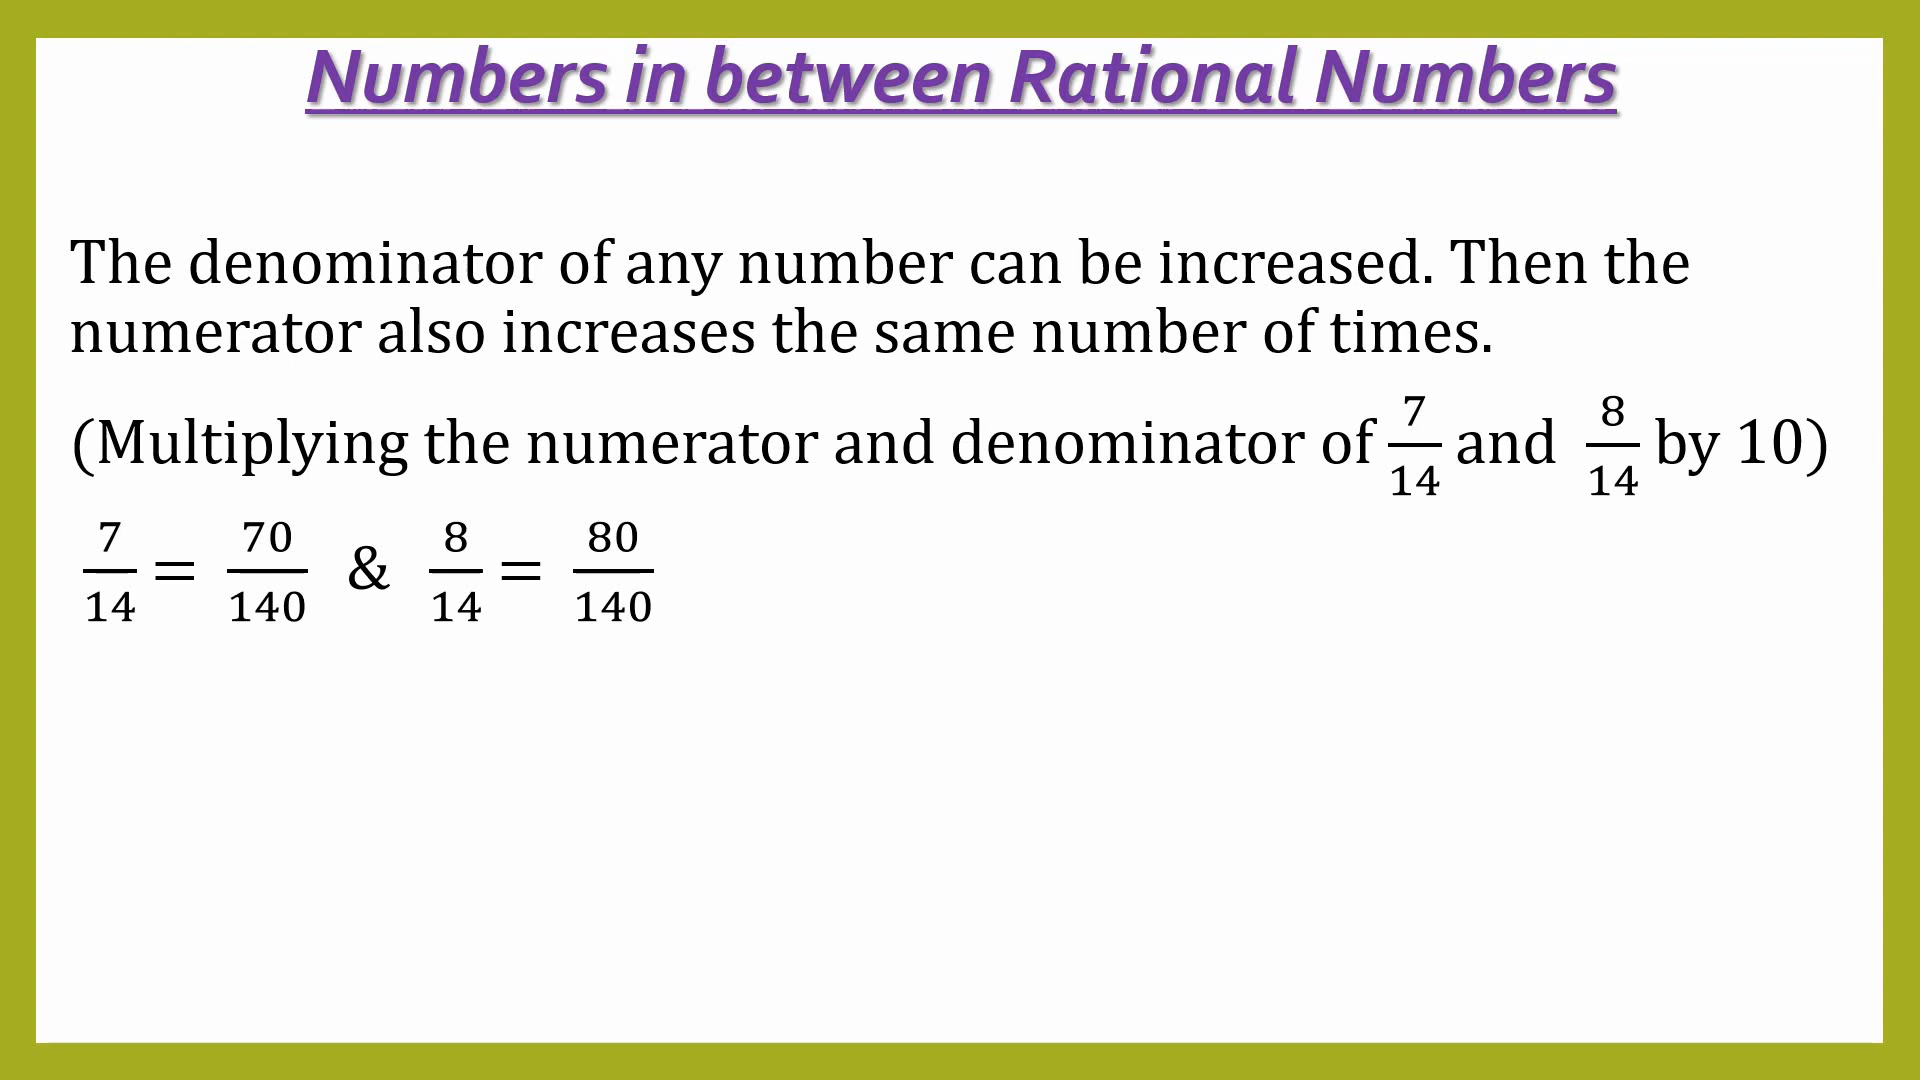 Numbers in between Rational Numbers
The denominator of any number can be increased. Then the
numerator also increases the same number of times.
(Multiplying the numerator and denominator of 7/14 and 8/14 by 10)
7/14 = 70/140 & 8/14 = 80/140